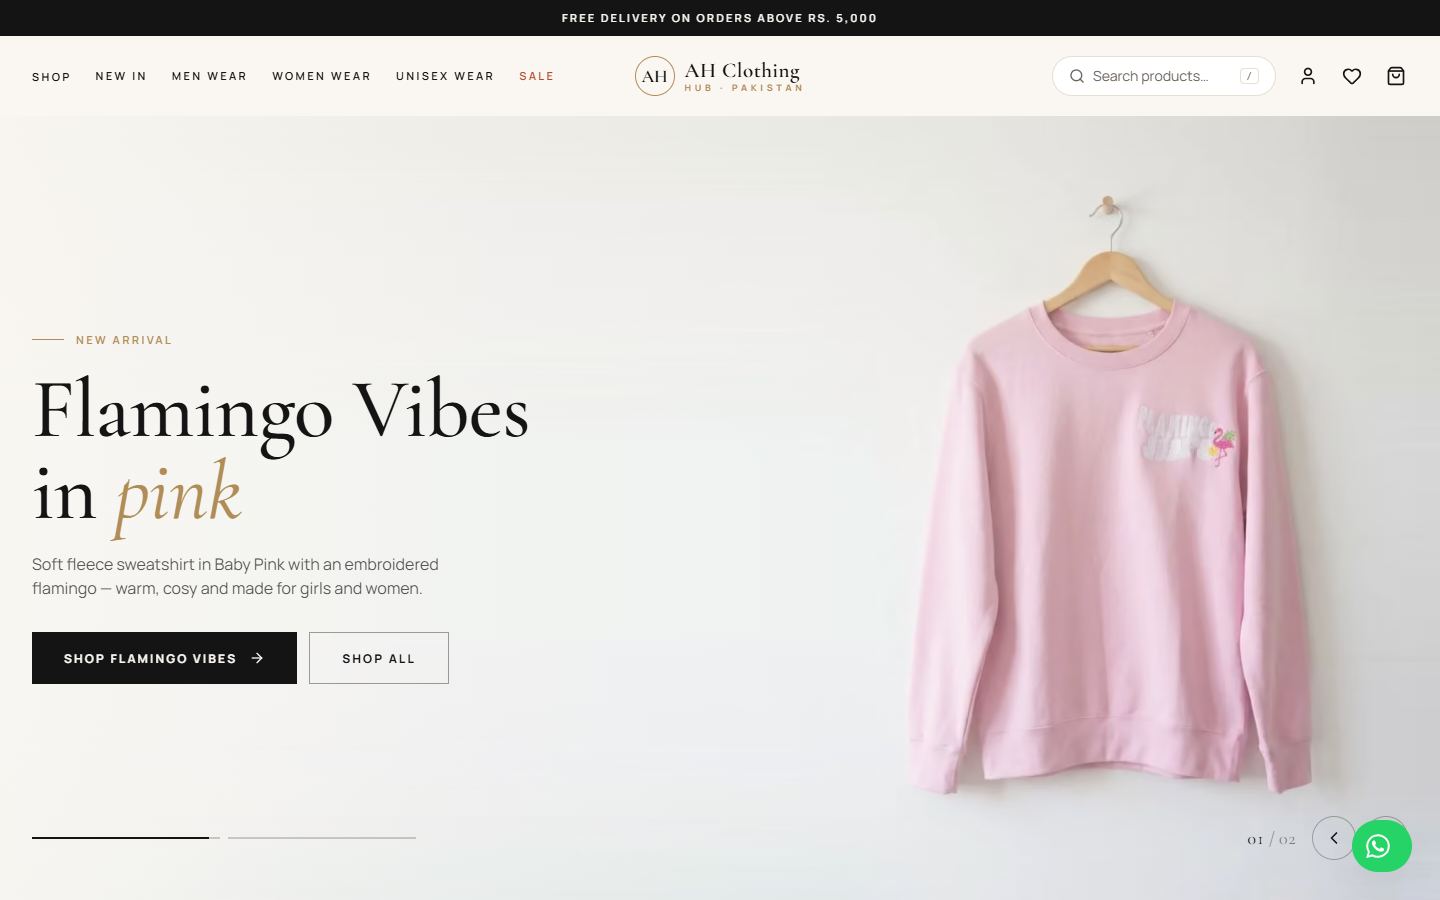 FREE DELIVERY ON ORDERS ABOVE RS. 5,000
SHOP NEW IN MEN WEAR WOMEN WEAR UNISEX WEAR SALE
AH
AH Clothing
HUB · PAKISTAN
Search products...
/
NEW ARRIVAL
Flamingo Vibes
in pink
Soft fleece sweatshirt in Baby Pink with an embroidered
flamingo — warm, cosy and made for girls and women.
SHOP FLAMINGO VIBES →
SHOP ALL
01 / 02